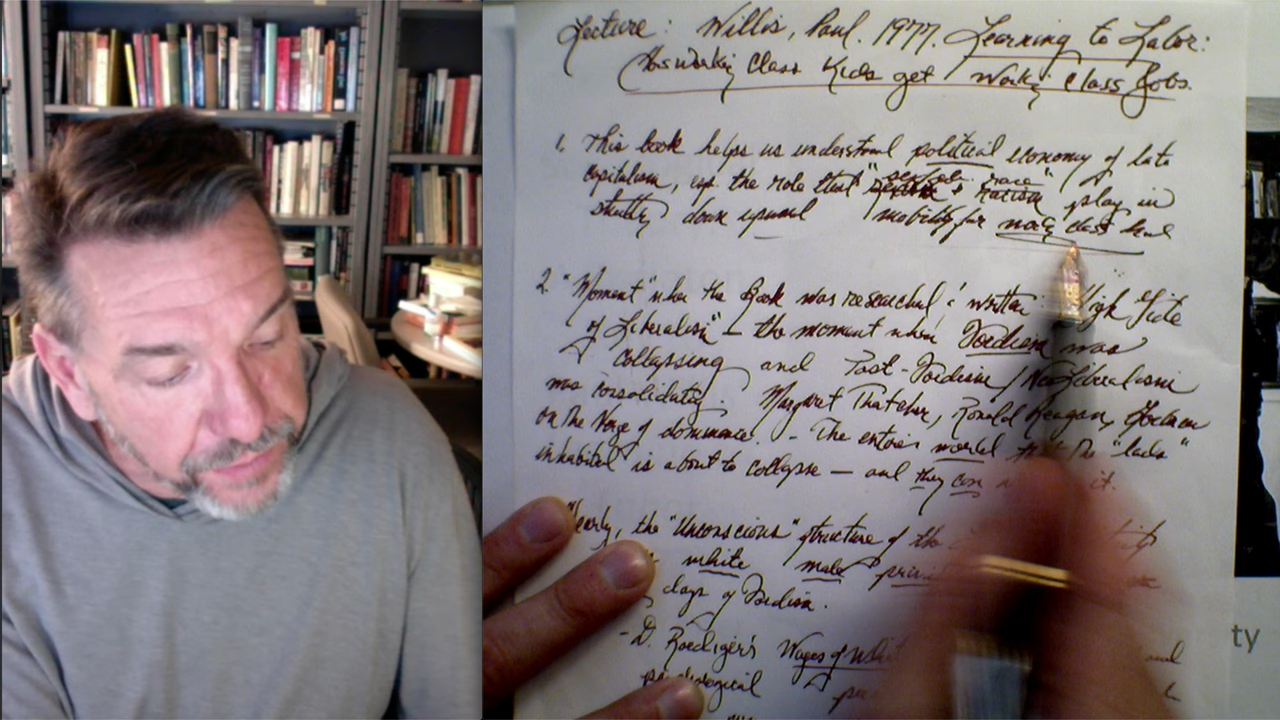 Lecture: Willis, Paul. 1977. Learning to Labor:
How Working Class Kids get Working Class Jobs.
1. This book helps us understand political economy of late
capitalism, esp. the role that "gender" & "race" play in
shutting down upward mobility for working class
2. "Moment" when the Book was researched & written: High Tide
of Liberalism" — the moment when Fordism was
collapsing and Post-Fordism / NeoLiberalism
was consolidating. Margaret Thatcher, Ronald Reagan,
on the Verge of dominance. - The entire world the "lads"
inhabited is about to collapse — and they it.
the "Unconscious" structure of the
white male
days of Fordism.
- D. Roediger's Wages of
psychological
ty